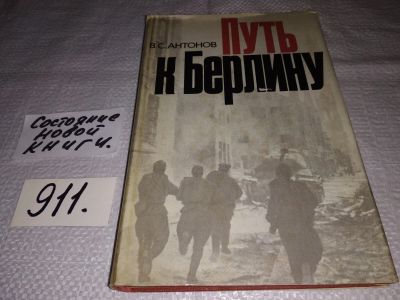 В.С. АНТОНОВ
Путь
к Берлину
Состояние
новой
книги.
911.